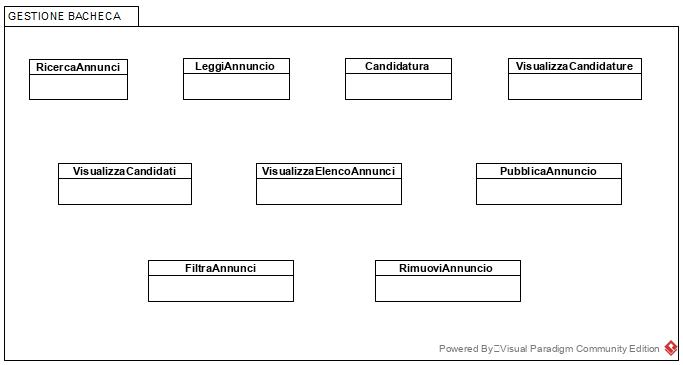 GESTIONE BACHECA
RicercaAnnunci
LeggiAnnuncio
Candidatura
VisualizzaCandidature
VisualizzaCandidati
VisualizzaElencoAnnunci
PubblicaAnnuncio
FiltraAnnunci
RimuoviAnnuncio
Powered By Visual Paradigm Community Edition